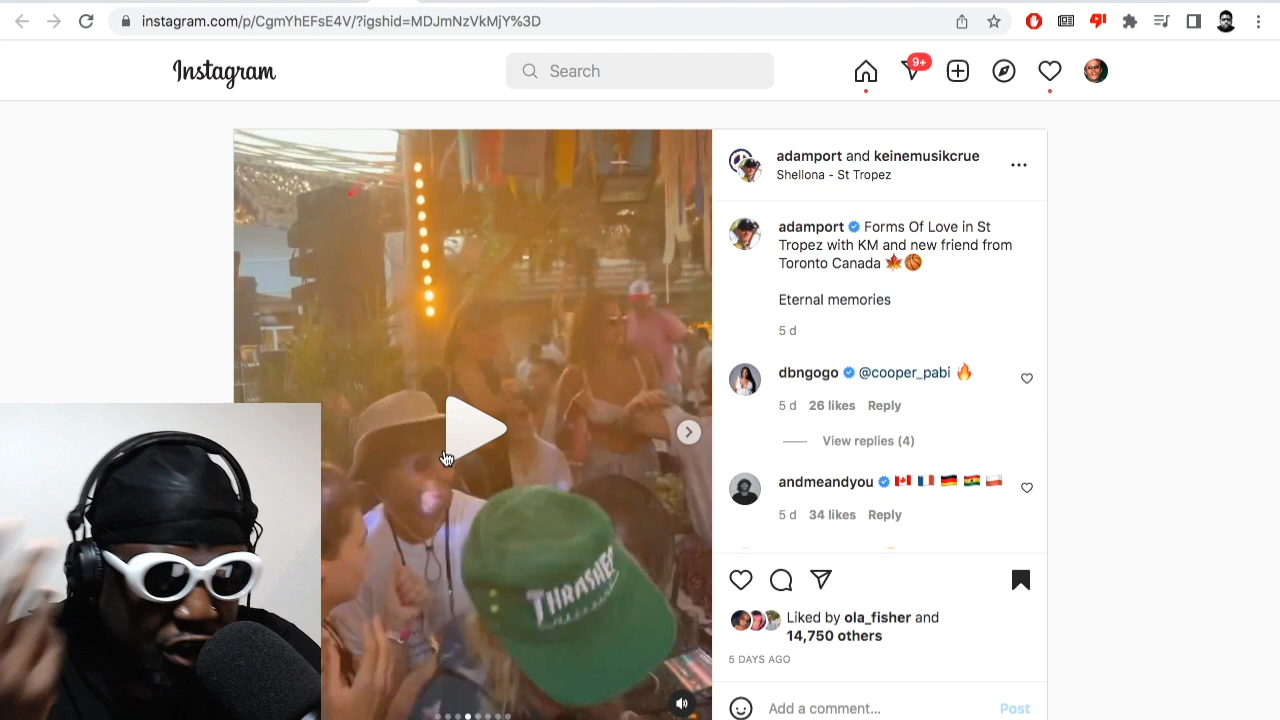 instagram.com/p/CgmYhEFsE4V/?igshid=MDJmNzVkMjY%3D
Instagram
Search
9+
adamport and keinemusikcrue
Shellona - St Tropez
adamport Forms Of Love in St
Tropez with KM and new friend from
Toronto Canada 🍁🏀
Eternal memories
5 d
dbngogo @cooper_pabi 🔥
5 d 26 likes Reply
View replies (4)
andmeandyou 🇨🇦 🇫🇷 🇩🇪 🇬🇭 🇵🇱
5 d 34 likes Reply
THRASHER
Liked by ola_fisher and
14,750 others
5 DAYS AGO
Add a comment... Post